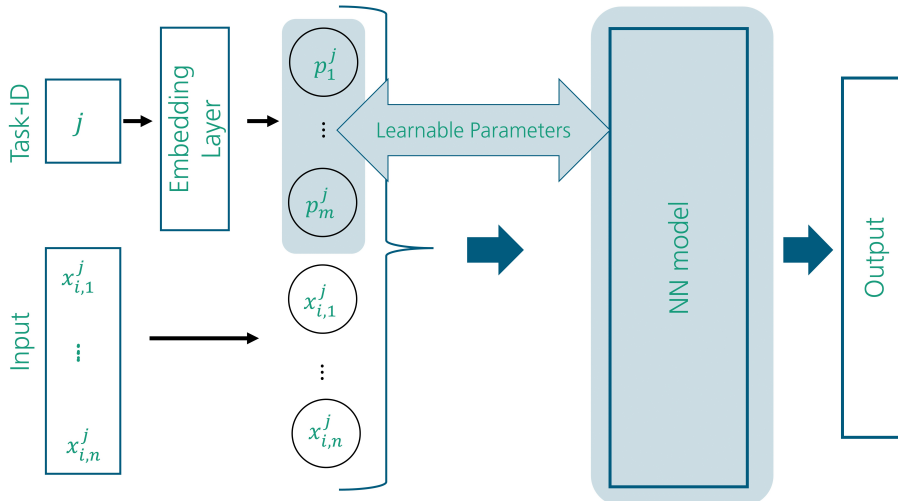 Task-ID
j
Embedding
Layer
p_1^j
⋮
p_m^j
Learnable Parameters
Input
x_{i,1}^j
⋮
x_{i,n}^j
x_{i,1}^j
⋮
x_{i,n}^j
NN model
Output